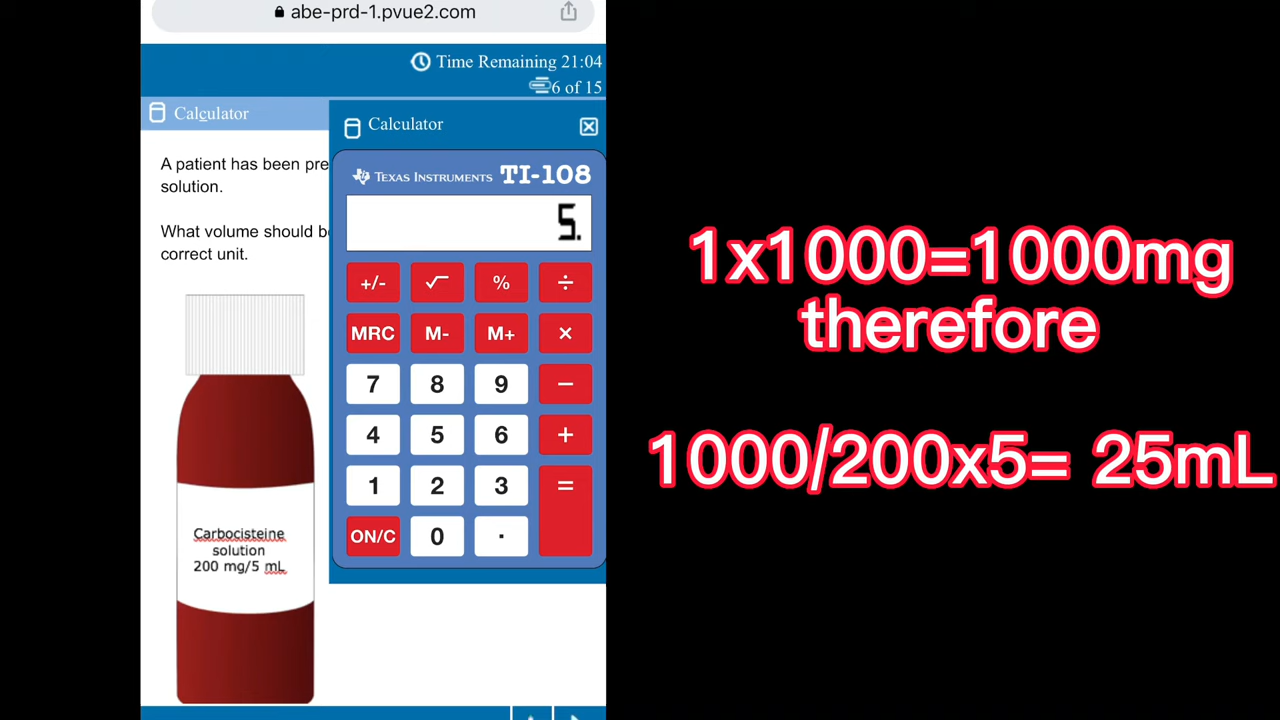 abe-prd-1.pvue2.com
Time Remaining 21:04
6 of 15
Calculator
A patient has been pre
solution.
What volume should be
correct unit.
Carbocisteine
solution
200 mg/5 mL
Calculator
TEXAS INSTRUMENTS TI-108
5.
+/- √ % ÷
MRC M- M+ ×
7 8 9 −
4 5 6 +
1 2 3 =
ON/C 0 ·
1x1000=1000mg
therefore
1000/200x5= 25mL